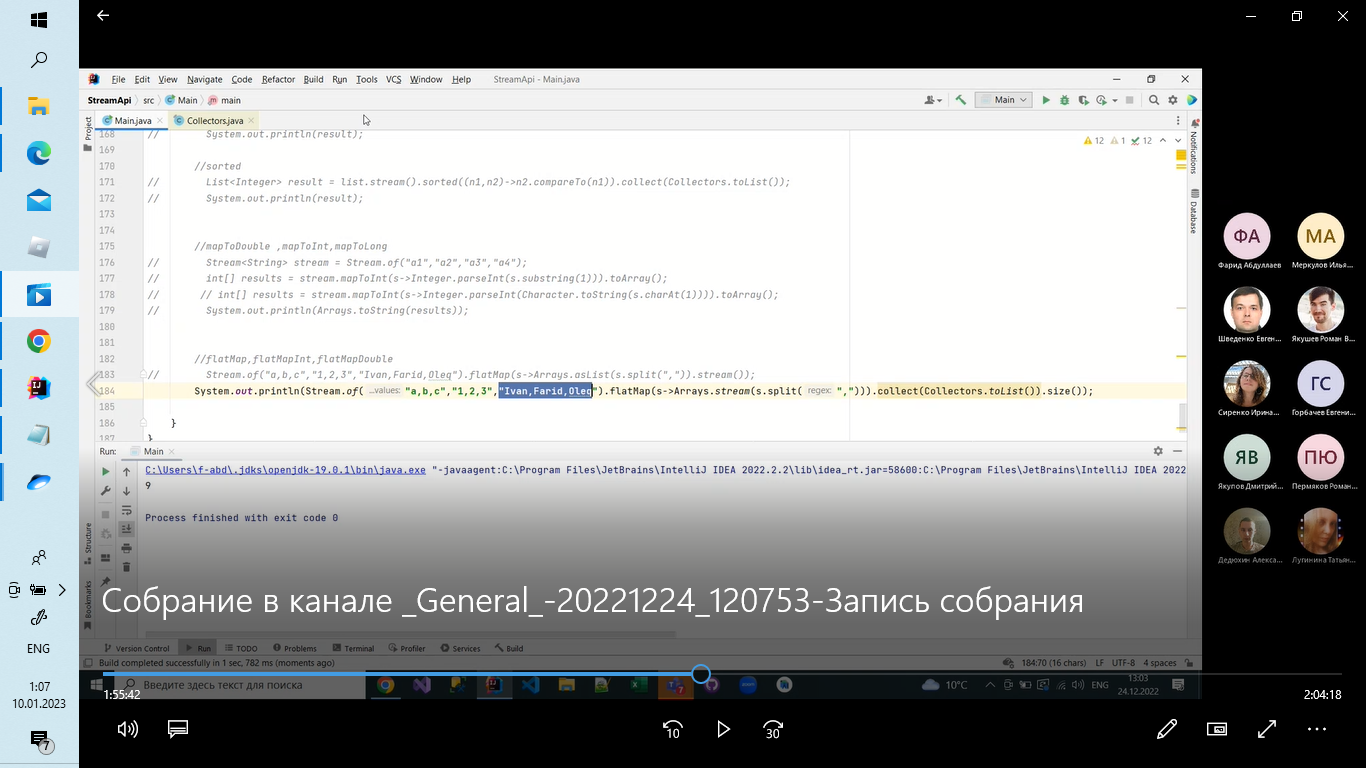 File Edit View Navigate Code Refactor Build Run Tools VCS Window Help StreamApi - Main.java
StreamApi src Main main Main
Main.java Collectors.java
Project
12 1 12
168 // System.out.println(result);
169
170 //sorted
171 // List<Integer> result = list.stream().sorted((n1,n2)->n2.compareTo(n1)).collect(Collectors.toList());
172 // System.out.println(result);
173
174
175 //mapToDouble ,mapToInt,mapToLong
176 // Stream<String> stream = Stream.of("a1","a2","a3","a4");
177 // int[] results = stream.mapToInt(s->Integer.parseInt(s.substring(1))).toArray();
178 // // int[] results = stream.mapToInt(s->Integer.parseInt(Character.toString(s.charAt(1)))).toArray();
179 // System.out.println(Arrays.toString(results));
180
181
182 //flatMap,flatMapInt,flatMapDouble
183 // Stream.of("a,b,c","1,2,3","Ivan,Farid,Oleg").flatMap(s->Arrays.asList(s.split(",")).stream());
184 System.out.println(Stream.of( ...values: "a,b,c","1,2,3","Ivan,Farid,Oleg").flatMap(s->Arrays.stream(s.split( regex: ","))).collect(Collectors.toList()).size());
185
186 }
187 }
Notifications
Database
Run: Main
C:\Users\f-abd\.jdks\openjdk-19.0.1\bin\java.exe "-javaagent:C:\Program Files\JetBrains\IntelliJ IDEA 2022.2.2\lib\idea_rt.jar=58600:C:\Program Files\JetBrains\IntelliJ IDEA 2022
9
Process finished with exit code 0
Structure
Bookmarks
Собрание в канале _General_-20221224_120753-Запись собрания
Version Control Run TODO Problems Terminal Profiler Services Build
Build completed successfully in 1 sec, 782 ms (moments ago) 184:70 (16 chars) LF UTF-8 4 spaces
Введите здесь текст для поиска 7 10°C ENG 13:03
24.12.2022
1:55:42 2:04:18
10 30
ФА МА
Фарид Абдуллаев Меркулов Илья...
Шведенко Евген... Якушев Роман В...
ГС
Сиренко Ирина... Горбачев Евгени...
ЯВ ПЮ
Якупов Дмитрий... Пермяков Роман...
Дедюхин Алекса... Лугинина Татьян...
ENG
1:07
10.01.2023
7